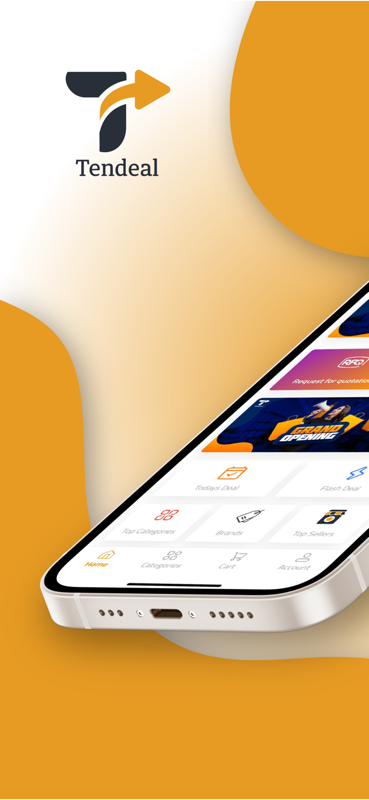 Tendeal
RFQ
Request for quotation
GRAND
OPENING
Todays Deal
Flash Deal
Top Categories
Brands
Top Sellers
Home
Categories
Cart
Account